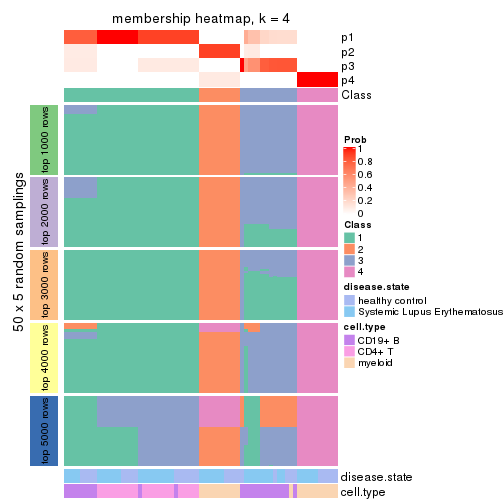 membership heatmap, k = 4
p1
p2
p3
p4
Class
50 x 5 random samplings
top 1000 rows
top 2000 rows
top 3000 rows
top 4000 rows
top 5000 rows
Prob
1
0.8
0.6
0.4
0.2
0
Class
1
2
3
4
disease.state
healthy control
Systemic Lupus Erythematosus
cell.type
CD19+ B
CD4+ T
myeloid
disease.state
cell.type